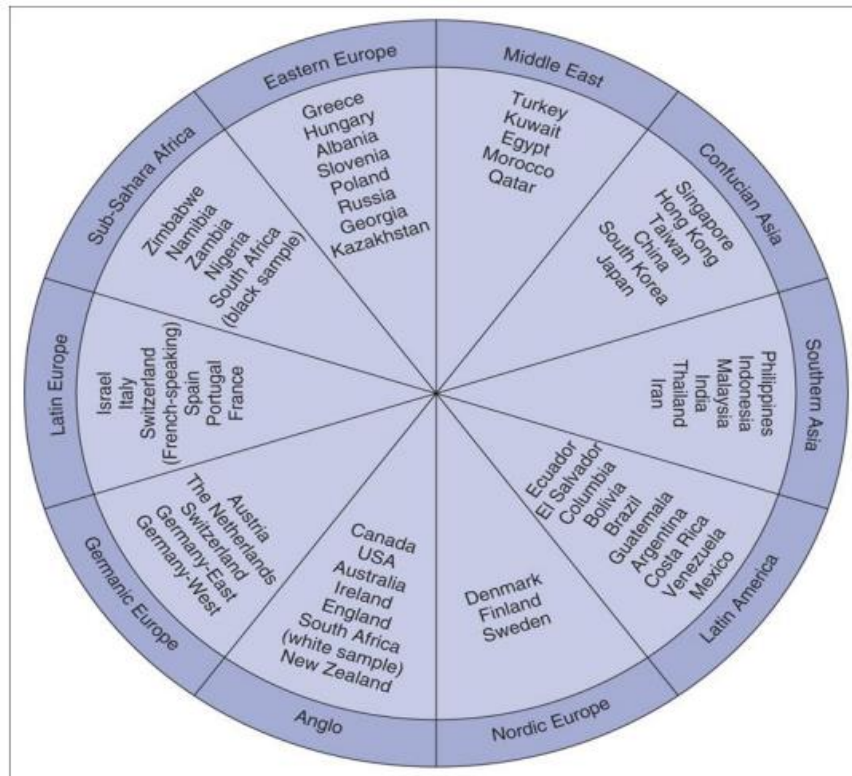 Eastern Europe
Greece
Hungary
Albania
Slovenia
Poland
Russia
Georgia
Kazakhstan
Middle East
Turkey
Kuwait
Egypt
Morocco
Qatar
Confucian Asia
Singapore
Hong Kong
Taiwan
China
South Korea
Japan
Southern Asia
Philippines
Indonesia
Malaysia
India
Thailand
Iran
Latin America
Ecuador
El Salvador
Columbia
Bolivia
Brazil
Guatemala
Argentina
Costa Rica
Venezuela
Mexico
Nordic Europe
Denmark
Finland
Sweden
Anglo
Canada
USA
Australia
Ireland
England
South Africa
(white sample)
New Zealand
Germanic Europe
Austria
The Netherlands
Switzerland
Germany-East
Germany-West
Latin Europe
Israel
Italy
Switzerland
(French-speaking)
Spain
Portugal
France
Sub-Sahara Africa
Zimbabwe
Namibia
Zambia
Nigeria
South Africa
(black sample)